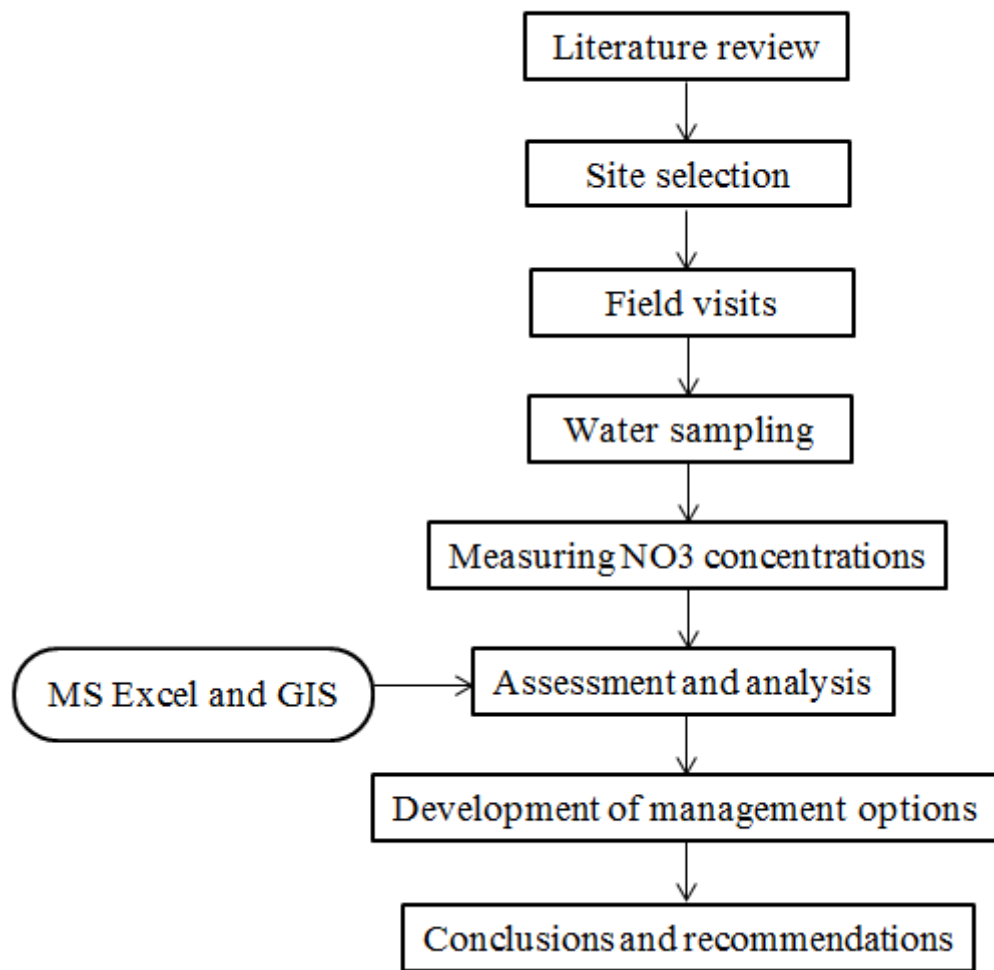 Literature review
Site selection
Field visits
Water sampling
Measuring NO3 concentrations
MS Excel and GIS
Assessment and analysis
Development of management options
Conclusions and recommendations